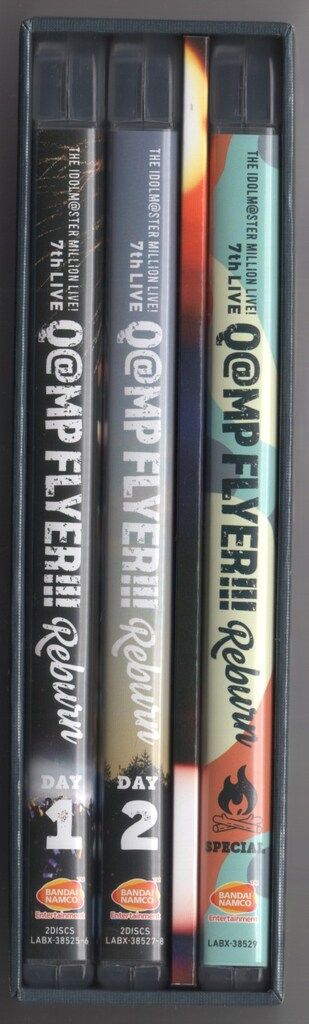 THE IDOLM@STER MILLION LIVE!
7th LIVE
Q@MP FLYER!!!
Reburn
DAY
1
BANDAI
NAMCO
Entertainment
2DISCS
LABX-38525~6
THE IDOLM@STER MILLION LIVE!
7th LIVE
Q@MP FLYER!!!
Reburn
DAY
2
BANDAI
NAMCO
Entertainment
2DISCS
LABX-38527~8
THE IDOLM@STER MILLION LIVE!
7th LIVE
Q@MP FLYER!!!
Reburn
SPECIAL
BANDAI
NAMCO
Entertainment
LABX-38529